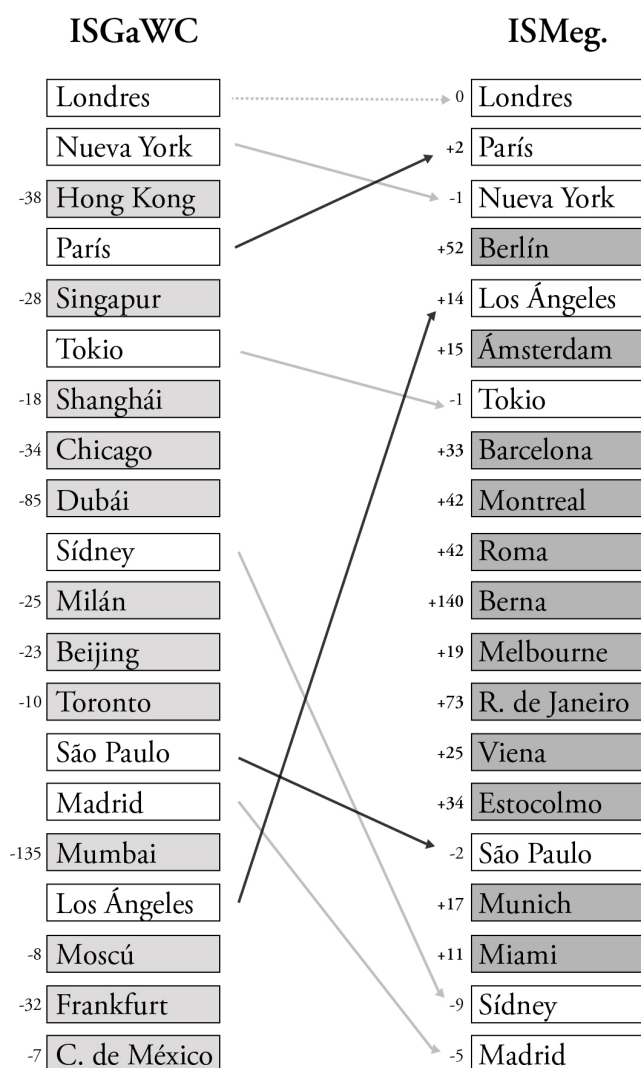 ISGaWC ISMeg.
Londres 0 Londres
Nueva York +2 París
-38 Hong Kong -1 Nueva York
París +52 Berlín
-28 Singapur +14 Los Ángeles
Tokio +15 Ámsterdam
-18 Shanghái -1 Tokio
-34 Chicago +33 Barcelona
-85 Dubái +42 Montreal
Sídney +42 Roma
-25 Milán +140 Berna
-23 Beijing +19 Melbourne
-10 Toronto +73 R. de Janeiro
São Paulo +25 Viena
Madrid +34 Estocolmo
-135 Mumbai -2 São Paulo
Los Ángeles +17 Munich
-8 Moscú +11 Miami
-32 Frankfurt -9 Sídney
-7 C. de México -5 Madrid